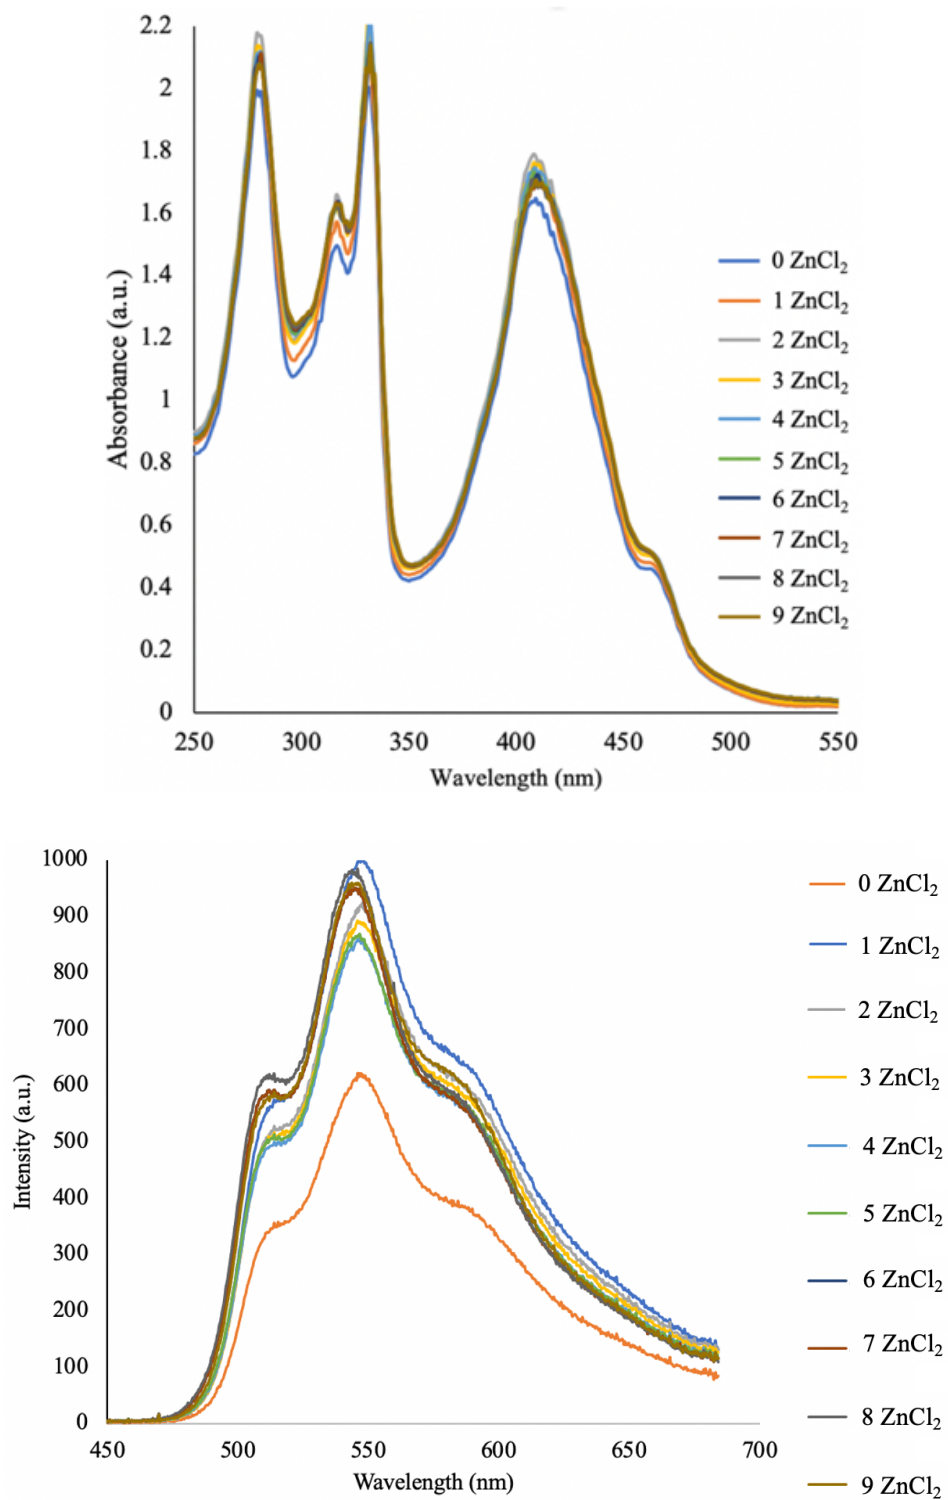 2.2
2
1.8
1.6
1.4
1.2
1
0.8
0.6
0.4
0.2
0
Absorbance (a.u.)
250 300 350 400 450 500 550
Wavelength (nm)
0 ZnCl₂
1 ZnCl₂
2 ZnCl₂
3 ZnCl₂
4 ZnCl₂
5 ZnCl₂
6 ZnCl₂
7 ZnCl₂
8 ZnCl₂
9 ZnCl₂
1000
900
800
700
600
500
400
300
200
100
0
Intensity (a.u.)
450 500 550 600 650 700
Wavelength (nm)
0 ZnCl₂
1 ZnCl₂
2 ZnCl₂
3 ZnCl₂
4 ZnCl₂
5 ZnCl₂
6 ZnCl₂
7 ZnCl₂
8 ZnCl₂
9 ZnCl₂